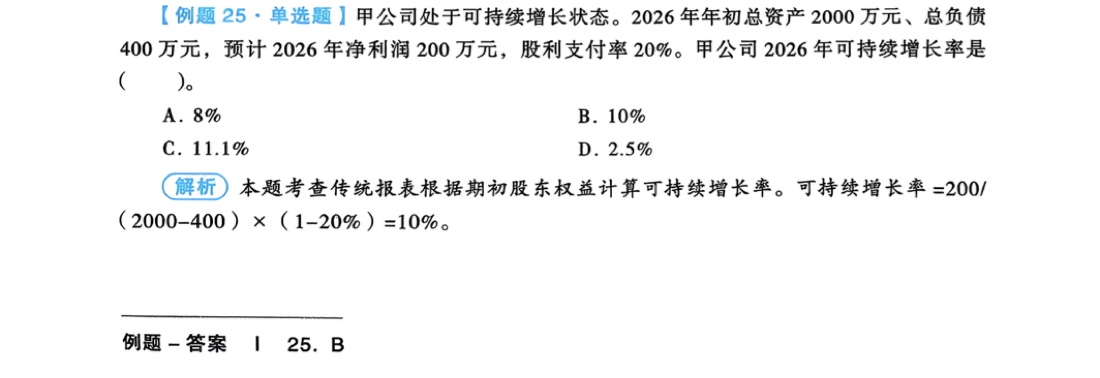 【例题 25·单选题】甲公司处于可持续增长状态。2026 年年初总资产 2000 万元、总负债
400 万元，预计 2026 年净利润 200 万元，股利支付率 20%。甲公司 2026 年可持续增长率是
（　　）。
A. 8%　　B. 10%
C. 11.1%　　D. 2.5%
解析 本题考查传统报表根据期初股东权益计算可持续增长率。可持续增长率 =200/
（2000-400）×（1-20%）=10%。
例题 – 答案 | 25. B